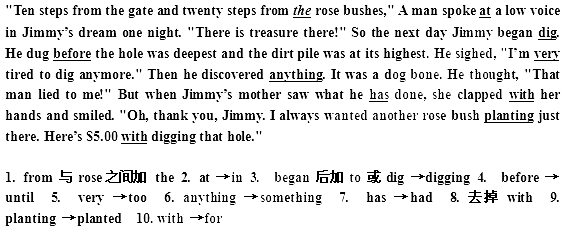 "Ten steps from the gate and twenty steps from the rose bushes," A man spoke at a low voice
in Jimmy's dream one night. "There is treasure there!" So the next day Jimmy began dig.
He dug before the hole was deepest and the dirt pile was at its highest. He sighed, "I'm very
tired to dig anymore." Then he discovered anything. It was a dog bone. He thought, "That
man lied to me!" But when Jimmy's mother saw what he has done, she clapped with her
hands and smiled. "Oh, thank you, Jimmy. I always wanted another rose bush planting just
there. Here's $5.00 with digging that hole."
1. from 与 rose 之间加 the 2. at →in 3. began 后加 to 或 dig →digging 4. before →
until 5. very →too 6. anything →something 7. has →had 8. 去掉 with 9.
planting →planted 10. with →for